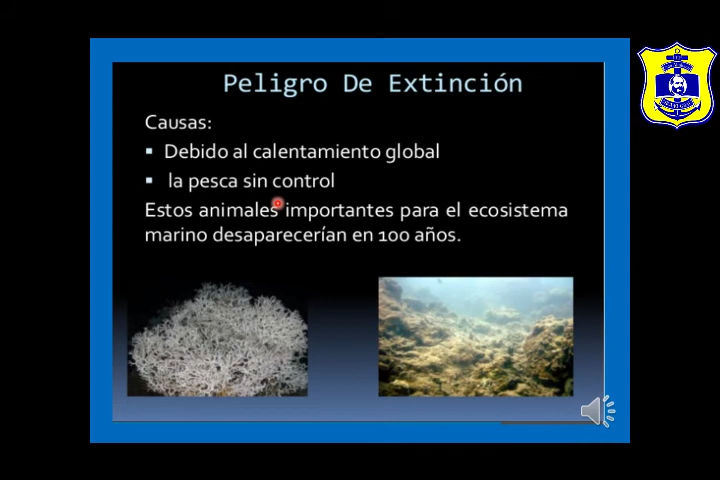 Peligro De Extinción
Causas:
▪ Debido al calentamiento global
▪ la pesca sin control
Estos animales importantes para el ecosistema
marino desaparecerían en 100 años.